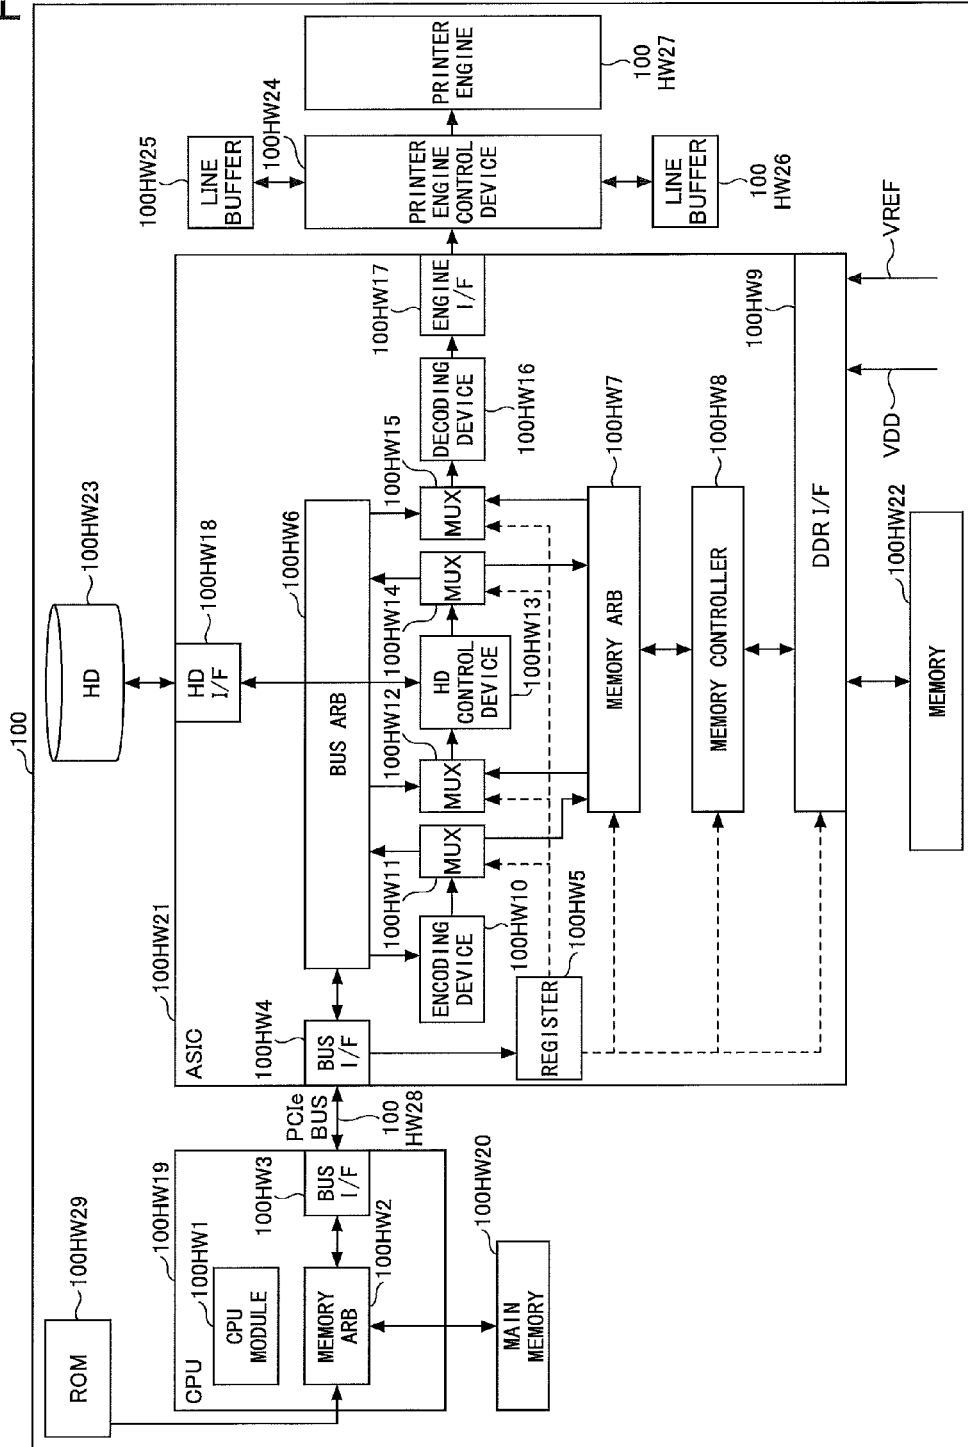 100
ROM
100HW29
CPU
100HW19
CPU
MODULE
100HW1
MEMORY
ARB
100HW2
BUS
I/F
100HW3
MAIN
MEMORY
100HW20
PCIe
BUS
100
HW28
ASIC
100HW21
BUS
I/F
100HW4
REGISTER
100HW5
BUS ARB
100HW6
ENCODING
DEVICE
100HW10
MUX
100HW11
MUX
100HW12
HD
CONTROL
DEVICE
100HW13
MUX
100HW14
MUX
100HW15
DECODING
DEVICE
100HW16
ENGINE
I/F
100HW17
HD
I/F
100HW18
HD
100HW23
MEMORY ARB
100HW7
MEMORY CONTROLLER
100HW8
DDR I/F
100HW9
MEMORY
100HW22
VDD
VREF
LINE
BUFFER
100HW25
PRINTER
ENGINE
CONTROL
DEVICE
100HW24
LINE
BUFFER
100
HW26
PRINTER
ENGINE
100
HW27